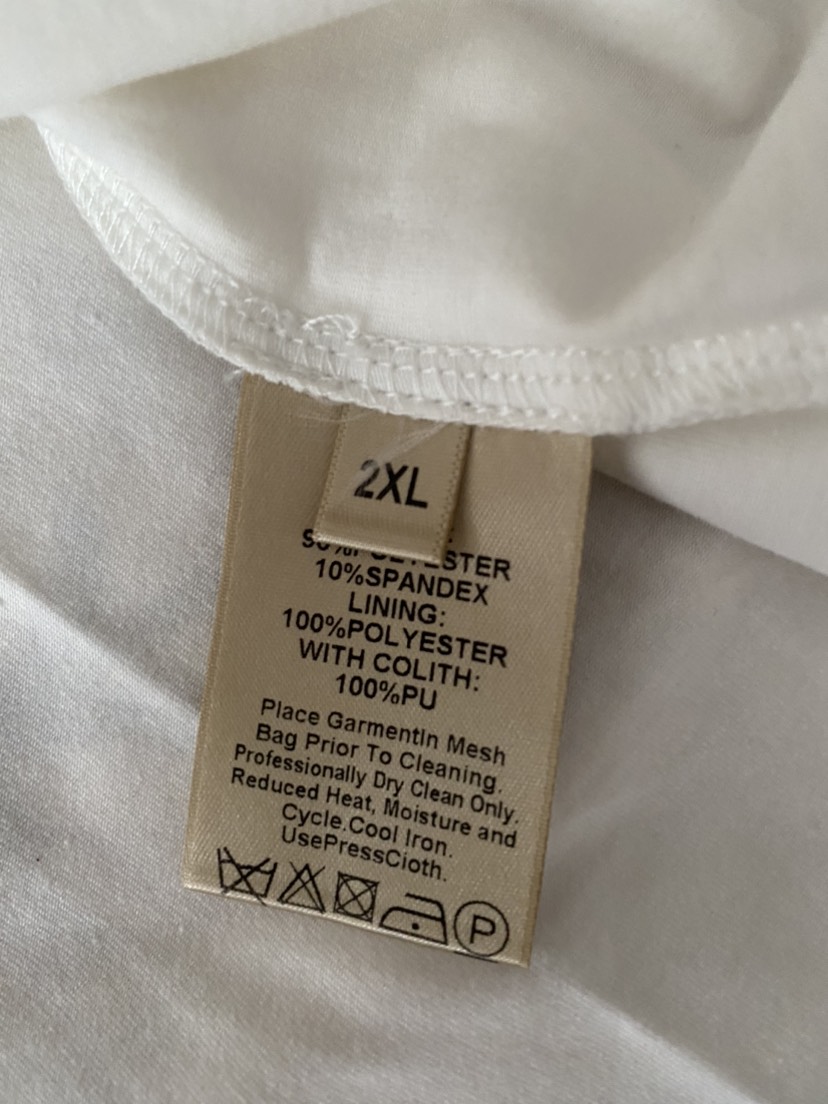 2XL
10%SPANDEX
LINING:
100%POLYESTER
WITH COLITH:
100%PU
Place GarmentIn Mesh
Bag Prior To Cleaning.
Professionally Dry Clean Only.
Reduced Heat, Moisture and
Cycle.Cool Iron.
UsePressCioth.
P